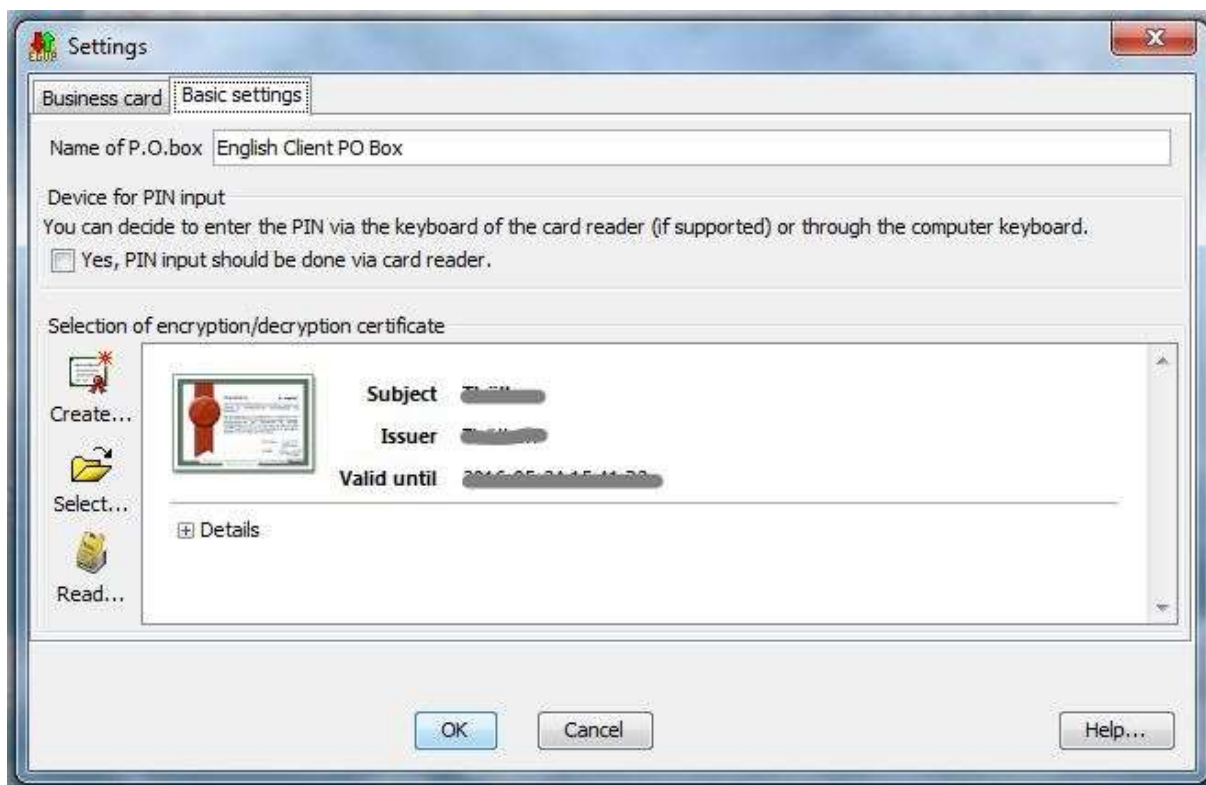 Settings
Business card Basic settings
Name of P.O.box English Client PO Box
Device for PIN input
You can decide to enter the PIN via the keyboard of the card reader (if supported) or through the computer keyboard.
Yes, PIN input should be done via card reader.
Selection of encryption/decryption certificate
Create...
Select...
Read...
Subject
Issuer
Valid until
Details
OK Cancel Help...